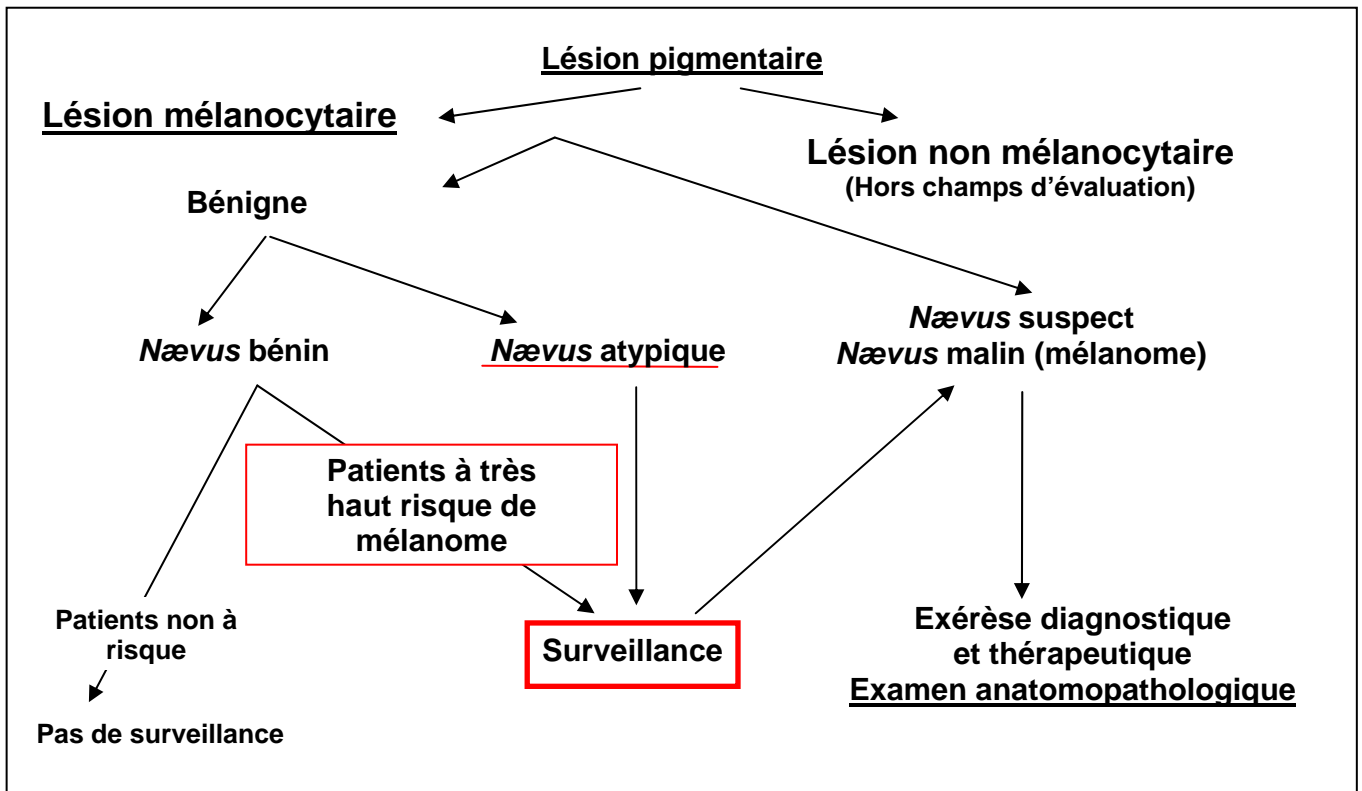 Lésion pigmentaire
Lésion mélanocytaire
Lésion non mélanocytaire
(Hors champs d’évaluation)
Bénigne
Nævus suspect
Nævus malin (mélanome)
Nævus bénin
Nævus atypique
Patients à très
haut risque de
mélanome
Patients non à
risque
Surveillance
Exérèse diagnostique
et thérapeutique
Examen anatomopathologique
Pas de surveillance